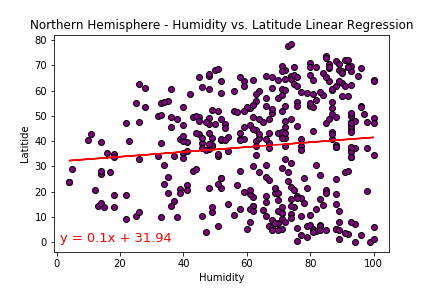 Northern Hemisphere - Humidity vs. Latitude Linear Regression
80
70
60
50
40
30
20
10
0
Latitide
y = 0.1x + 31.94
0 20 40 60 80 100
Humidity